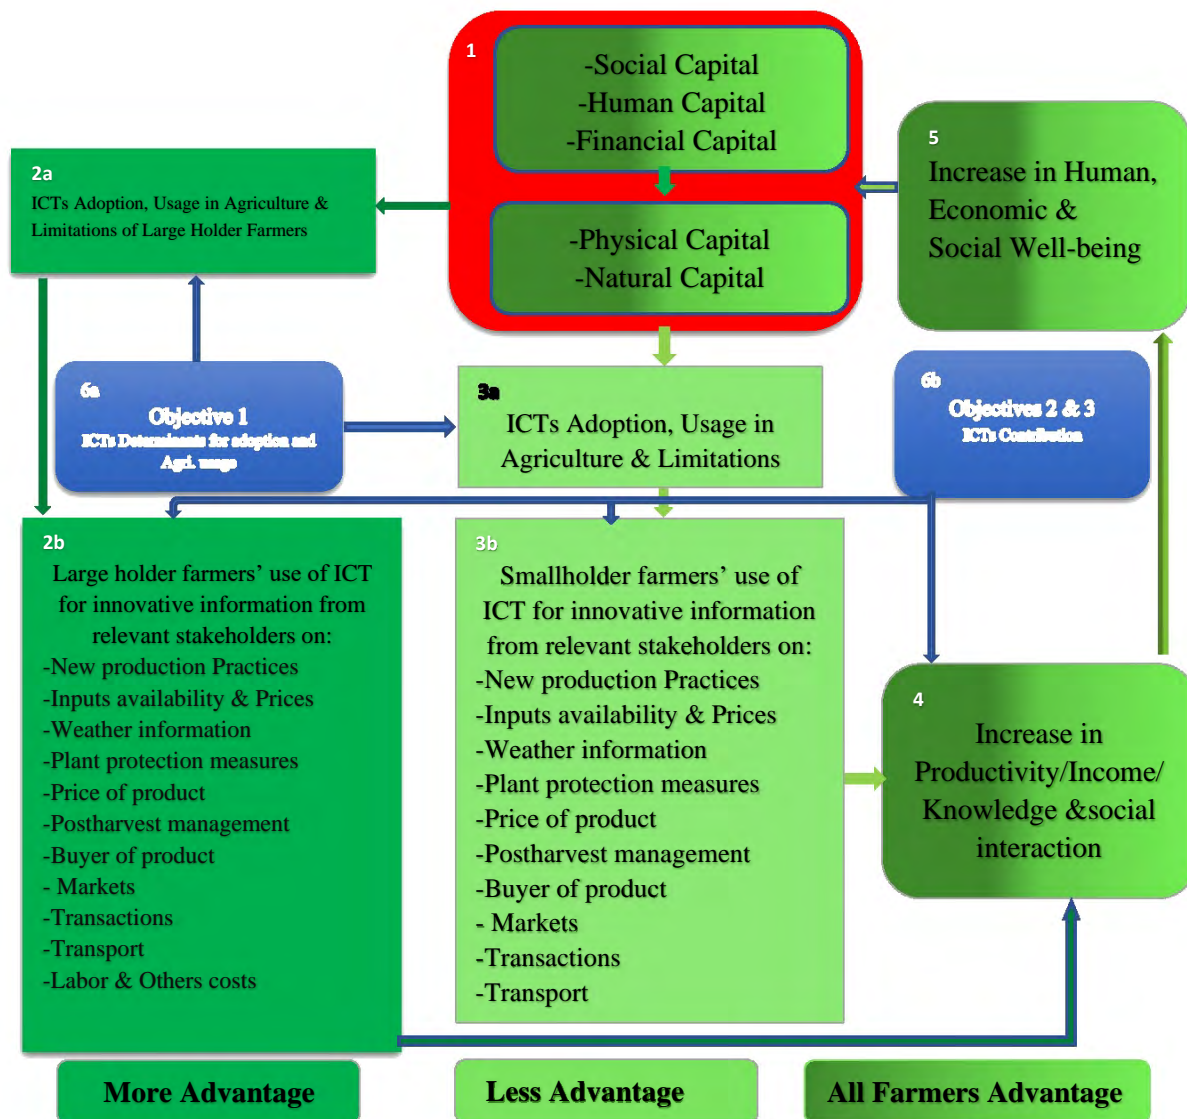 1
-Social Capital
-Human Capital
-Financial Capital
-Physical Capital
-Natural Capital
5
Increase in Human,
Economic &
Social Well-being
2a
ICTs Adoption, Usage in Agriculture &
Limitations of Large Holder Farmers
6a
Objective 1
ICTs Determinants for adoption and
Agri. usage
3a
ICTs Adoption, Usage in
Agriculture & Limitations
6b
Objectives 2 & 3
ICTs Contribution
2b
Large holder farmers’ use of ICT
for innovative information from
relevant stakeholders on:
-New production Practices
-Inputs availability & Prices
-Weather information
-Plant protection measures
-Price of product
-Postharvest management
-Buyer of product
- Markets
-Transactions
-Transport
-Labor & Others costs
3b
Smallholder farmers’ use of
ICT for innovative information
from relevant stakeholders on:
-New production Practices
-Inputs availability & Prices
-Weather information
-Plant protection measures
-Price of product
-Postharvest management
-Buyer of product
- Markets
-Transactions
-Transport
4
Increase in
Productivity/Income/
Knowledge &social
interaction
More Advantage
Less Advantage
All Farmers Advantage